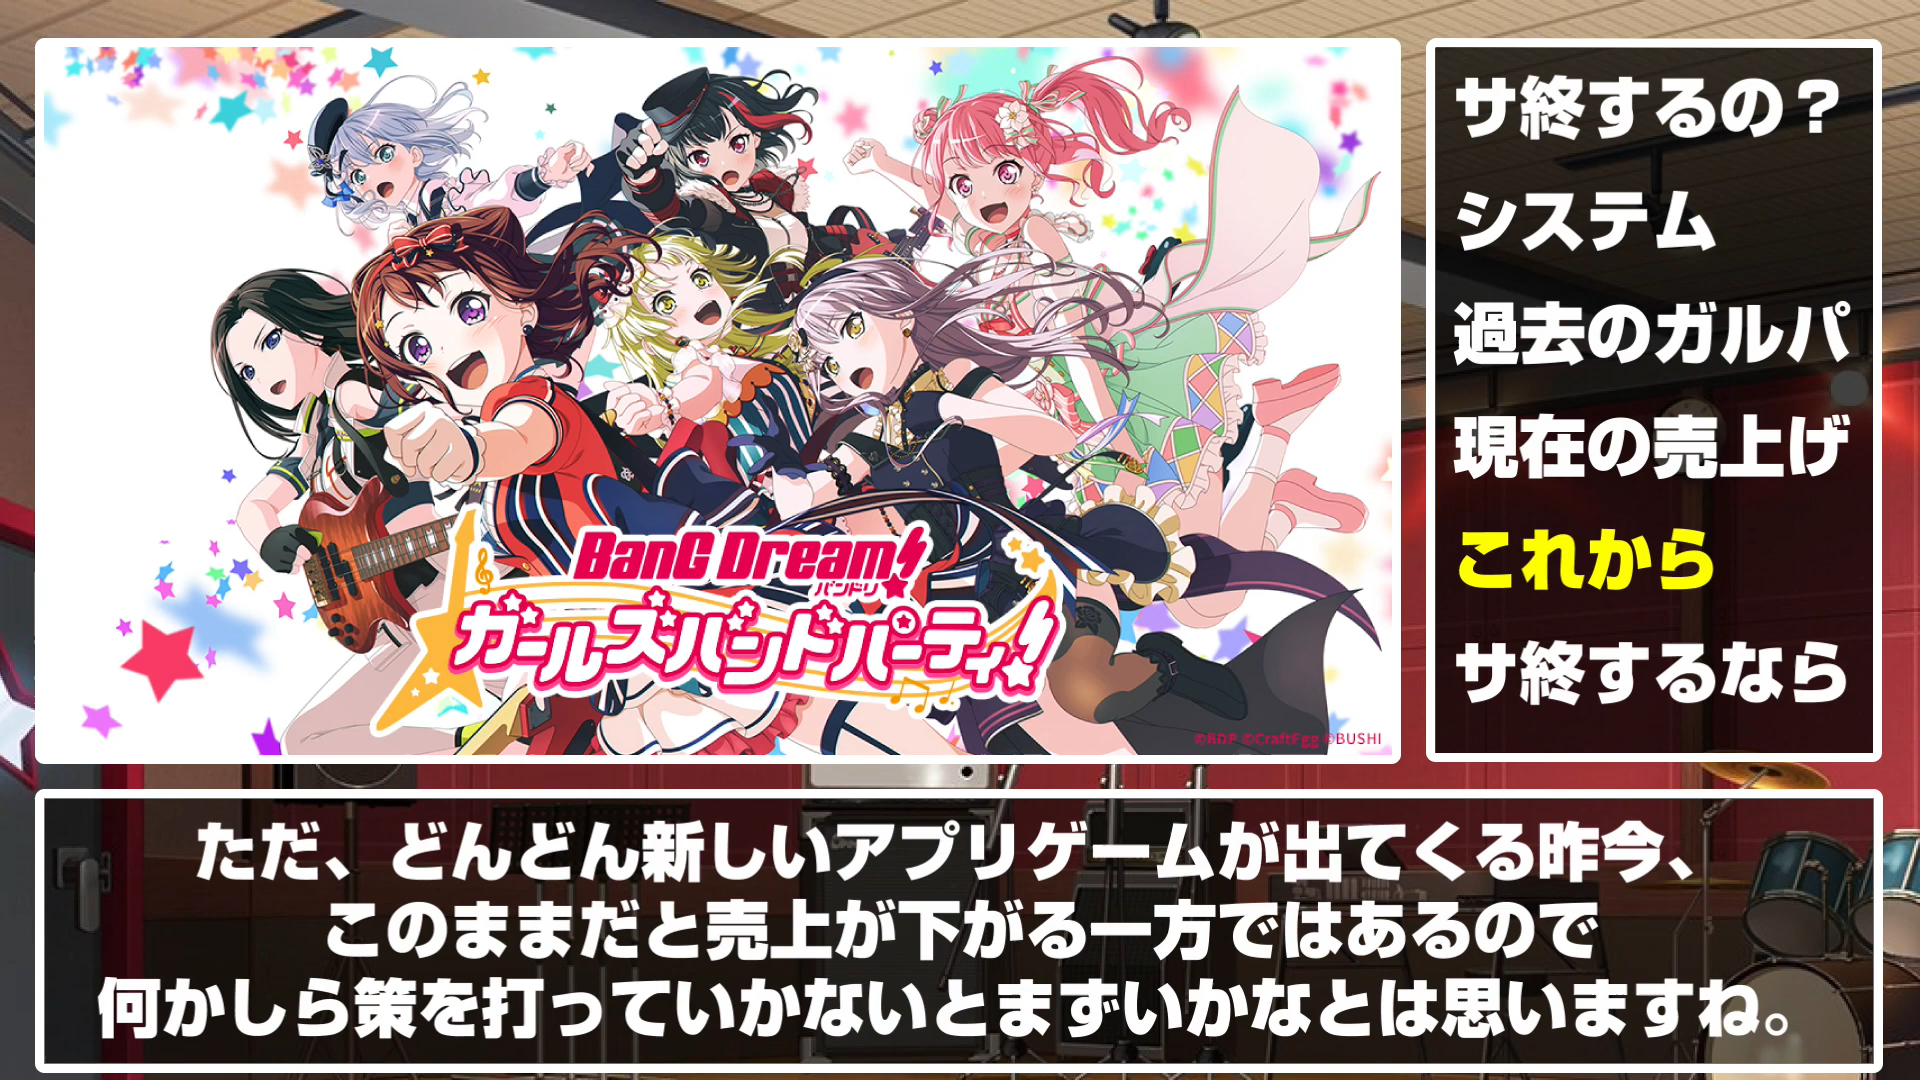 BanG Dream!
バンドリ
ガールズバンドパーティ!
©BDP ©CraftEgg ©BUSHI
サ終するの？
システム
過去のガルパ
現在の売上げ
これから
サ終するなら
ただ、どんどん新しいアプリゲームが出てくる昨今、
このままだと売上が下がる一方ではあるので
何かしら策を打っていかないとまずいかなとは思いますね。